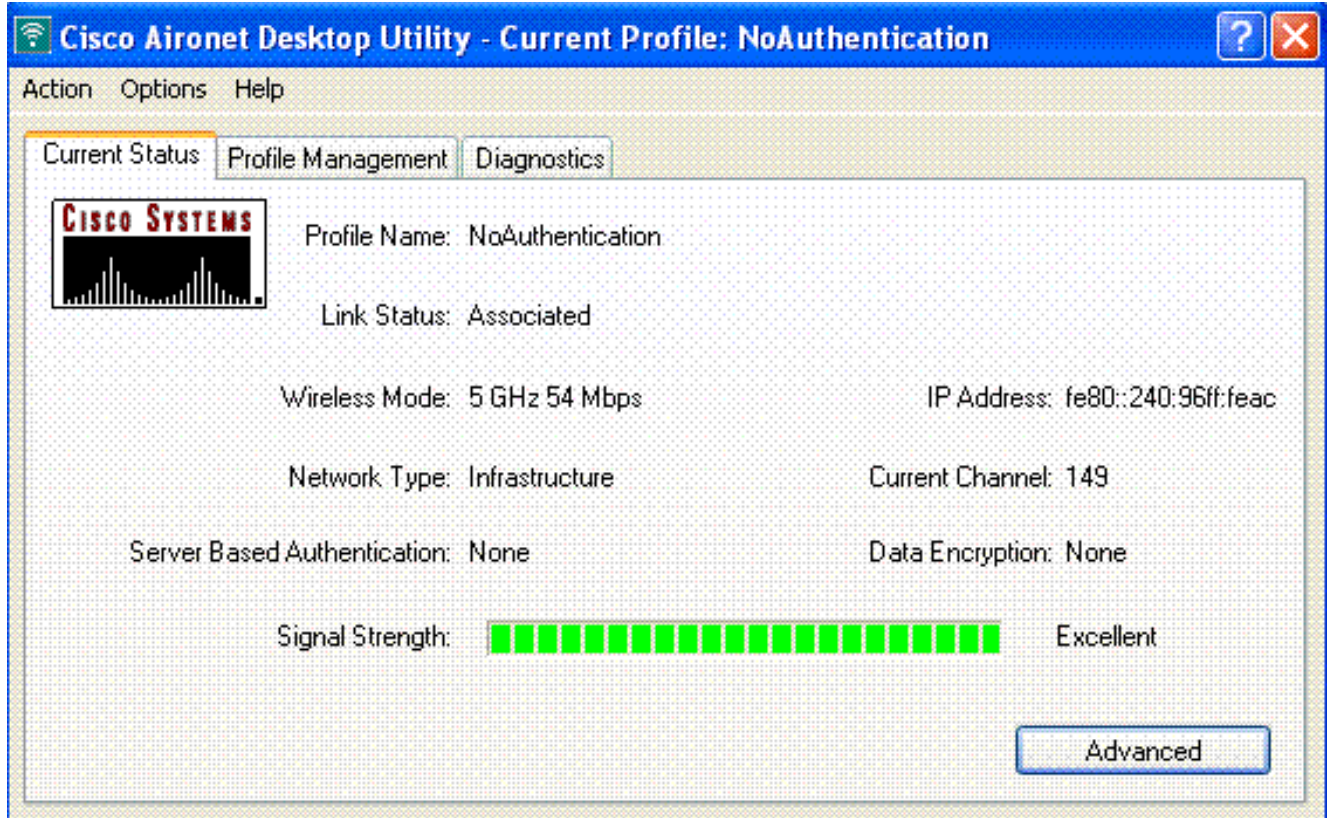 Cisco Aironet Desktop Utility - Current Profile: NoAuthentication
Action Options Help
Current Status Profile Management Diagnostics
CISCO SYSTEMS
Profile Name: NoAuthentication
Link Status: Associated
Wireless Mode: 5 GHz 54 Mbps IP Address: fe80::240:96ff:feac
Network Type: Infrastructure Current Channel: 149
Server Based Authentication: None Data Encryption: None
Signal Strength: Excellent
Advanced